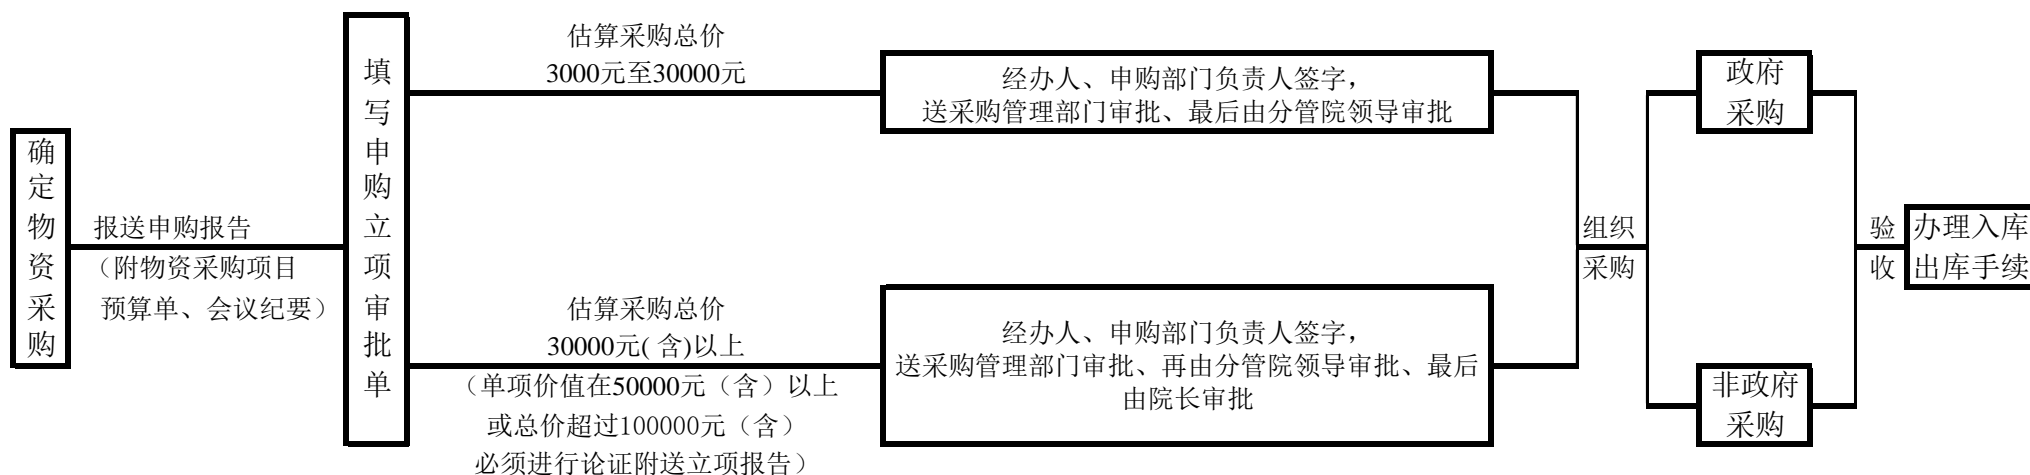 确定物资采购
报送申购报告
（附物资采购项目
预算单、会议纪要）
填写申购立项审批单
估算采购总价
3000元至30000元
经办人、申购部门负责人签字，
送采购管理部门审批、最后由分管院领导审批
估算采购总价
30000元( 含)以上
（单项价值在50000元（含）以上
或总价超过100000元（含）
必须进行论证附送立项报告）
经办人、申购部门负责人签字，
送采购管理部门审批、再由分管院领导审批、最后
由院长审批
组织
采购
政府
采购
非政府
采购
验
收
办理入库
出库手续